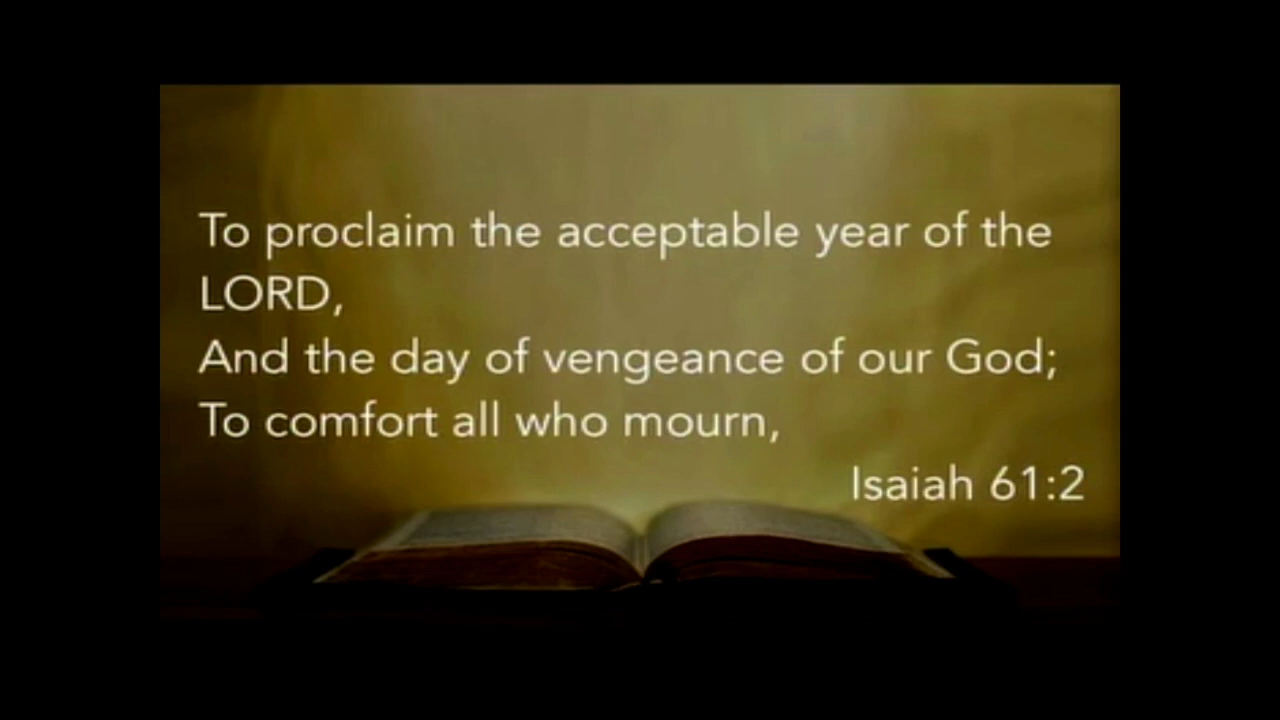 To proclaim the acceptable year of the
LORD,
And the day of vengeance of our God;
To comfort all who mourn,
Isaiah 61:2